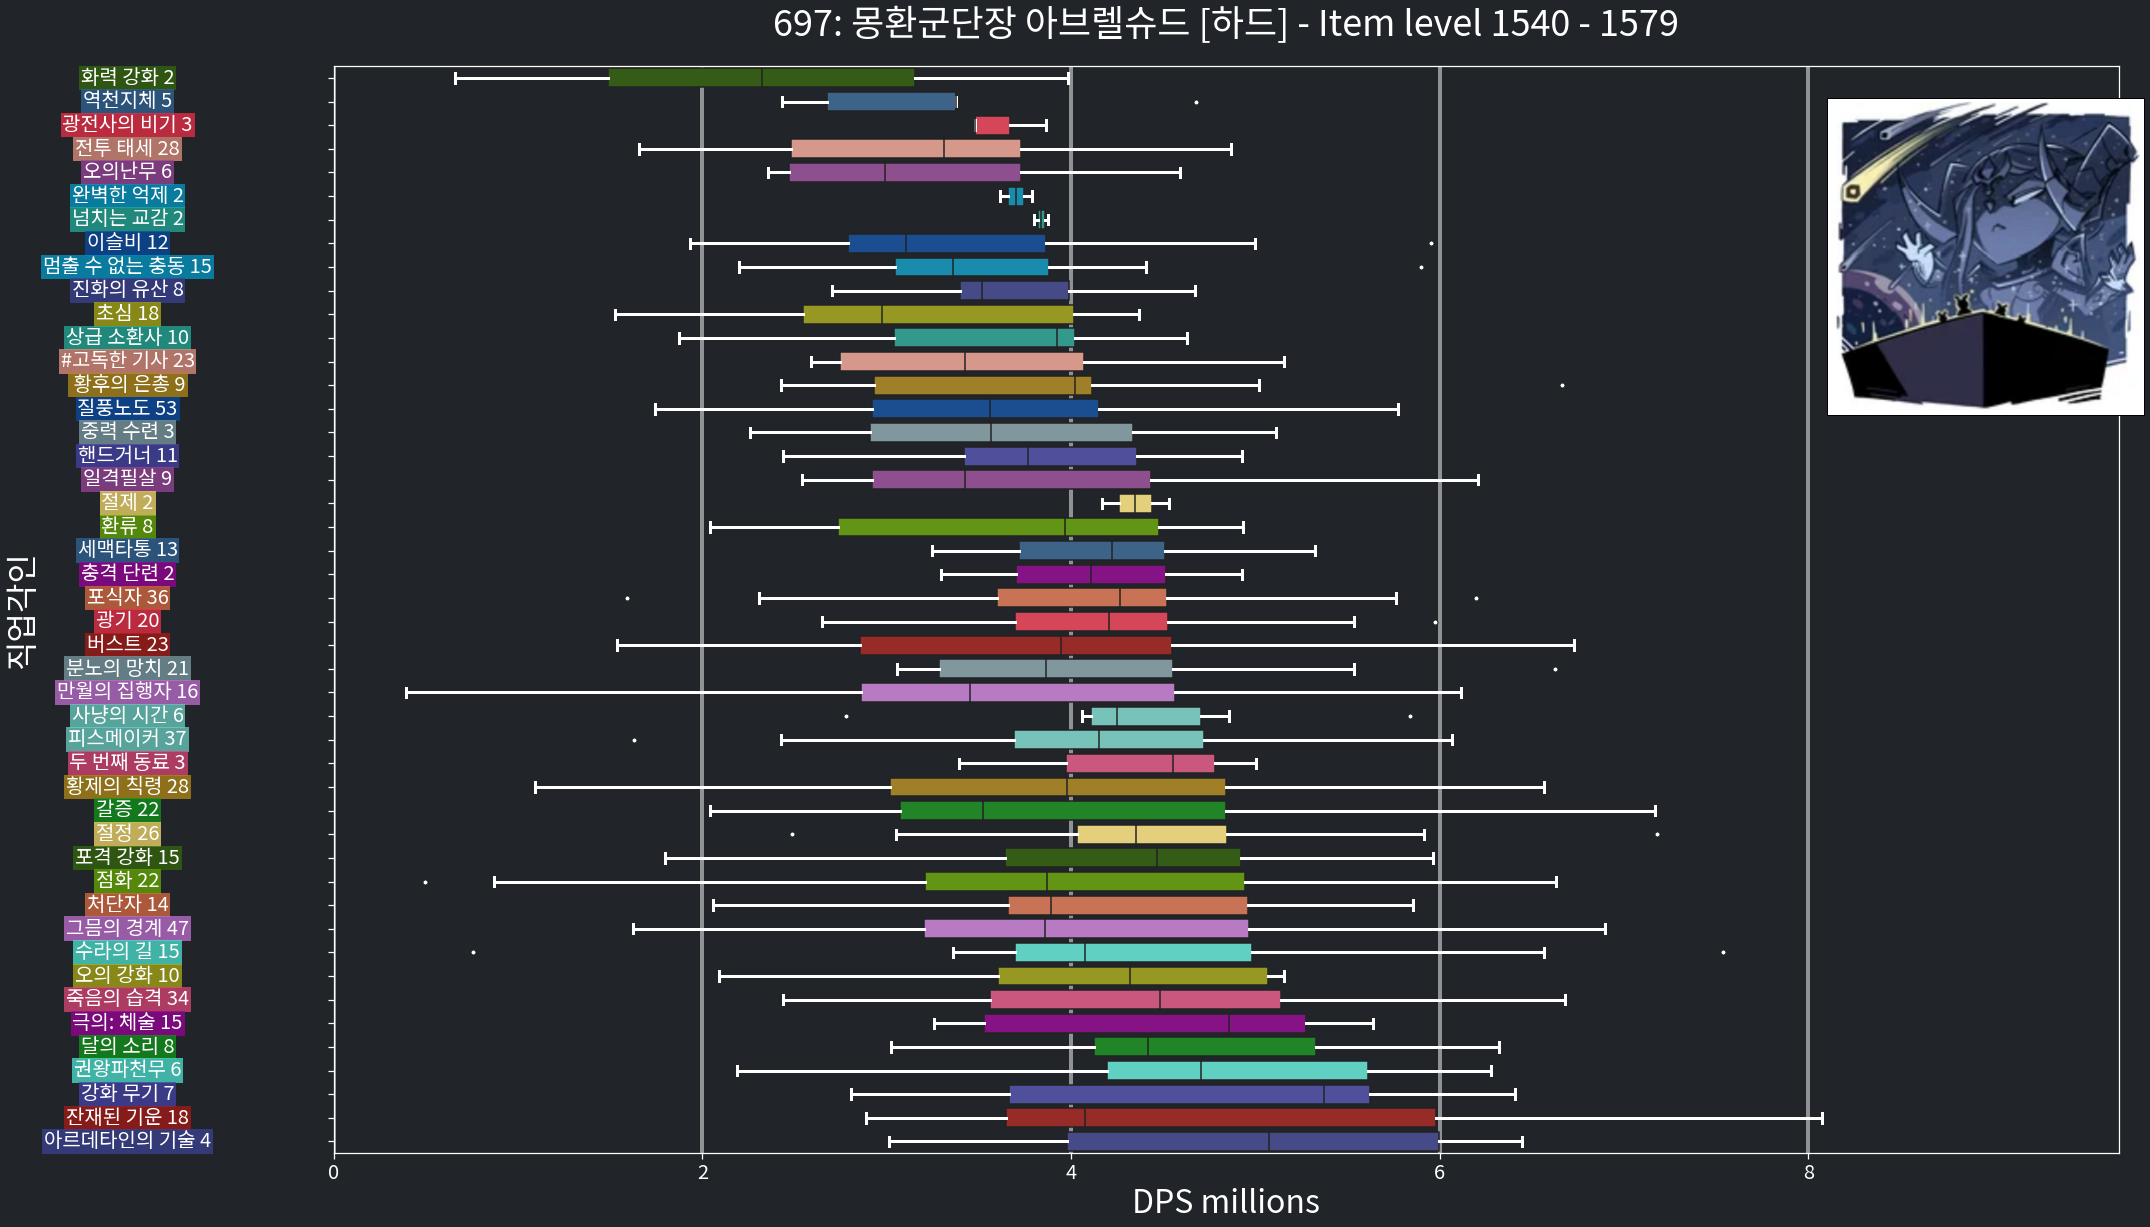 697: 몽환군단장 아브렐슈드 [하드] - Item level 1540 - 1579
화력 강화 2
역천지체 5
광전사의 비기 3
전투 태세 28
오의난무 6
완벽한 억제 2
넘치는 교감 2
이슬비 12
멈출 수 없는 충동 15
진화의 유산 8
초심 18
상급 소환사 10
#고독한 기사 23
황후의 은총 9
질풍노도 53
중력 수련 3
핸드거너 11
일격필살 9
절제 2
환류 8
세맥타통 13
충격 단련 2
포식자 36
광기 20
버스트 23
분노의 망치 21
만월의 집행자 16
사냥의 시간 6
피스메이커 37
두 번째 동료 3
황제의 칙령 28
갈증 22
절정 26
포격 강화 15
점화 22
처단자 14
그믐의 경계 47
수라의 길 15
오의 강화 10
죽음의 습격 34
극의: 체술 15
달의 소리 8
권왕파천무 6
강화 무기 7
잔재된 기운 18
아르데타인의 기술 4
직업각인
0 2 4 6 8
DPS millions